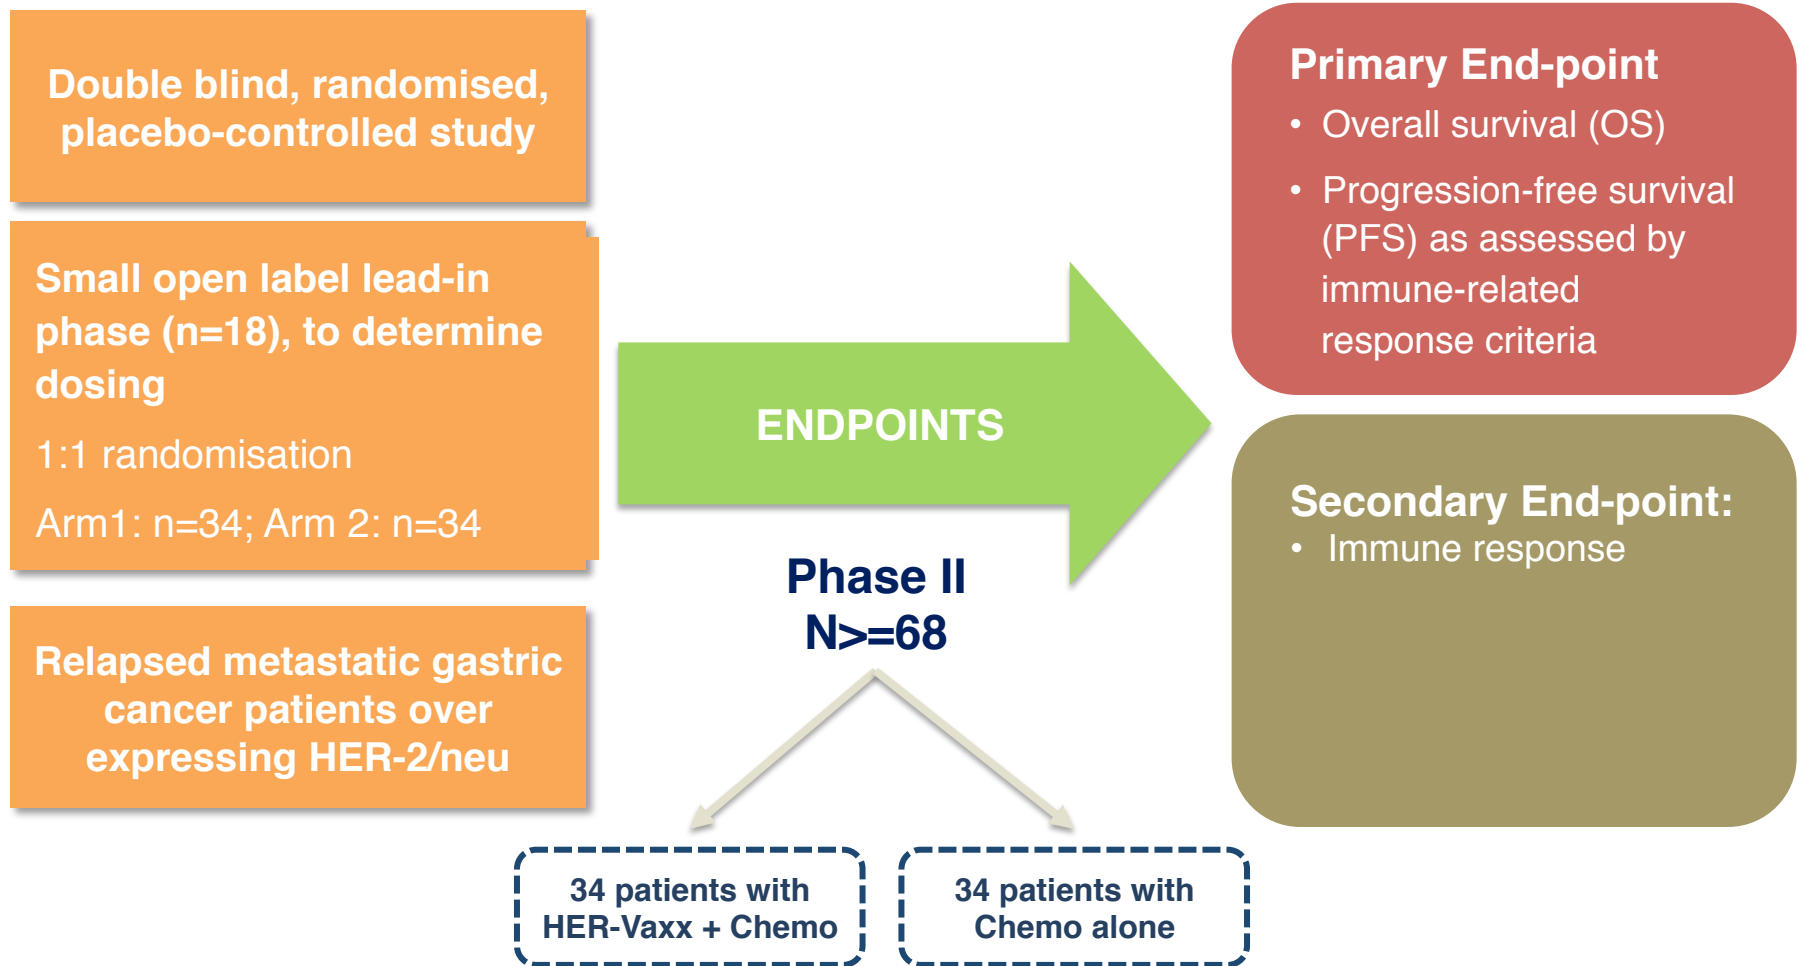 Double blind, randomised,
placebo-controlled study
Small open label lead-in
phase (n=18), to determine
dosing
1:1 randomisation
Arm1: n=34; Arm 2: n=34
Relapsed metastatic gastric
cancer patients over
expressing HER-2/neu
ENDPOINTS
Phase II
N>=68
34 patients with
HER-Vaxx + Chemo
34 patients with
Chemo alone
Primary End-point
• Overall survival (OS)
• Progression-free survival
(PFS) as assessed by
immune-related
response criteria
Secondary End-point:
• Immune response